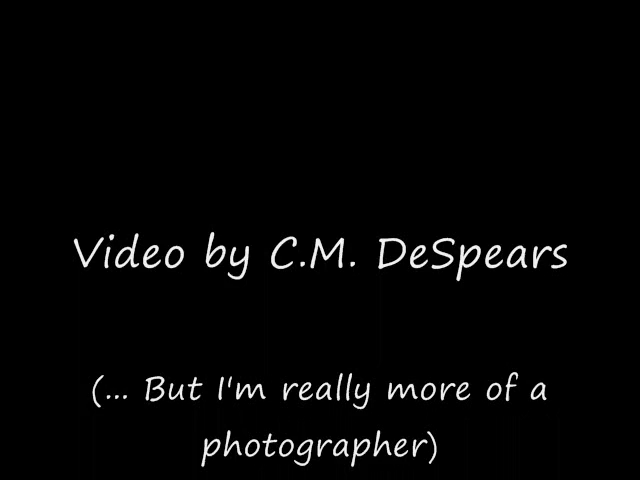 Video by C.M. DeSpears
(... But I'm really more of a
photographer)